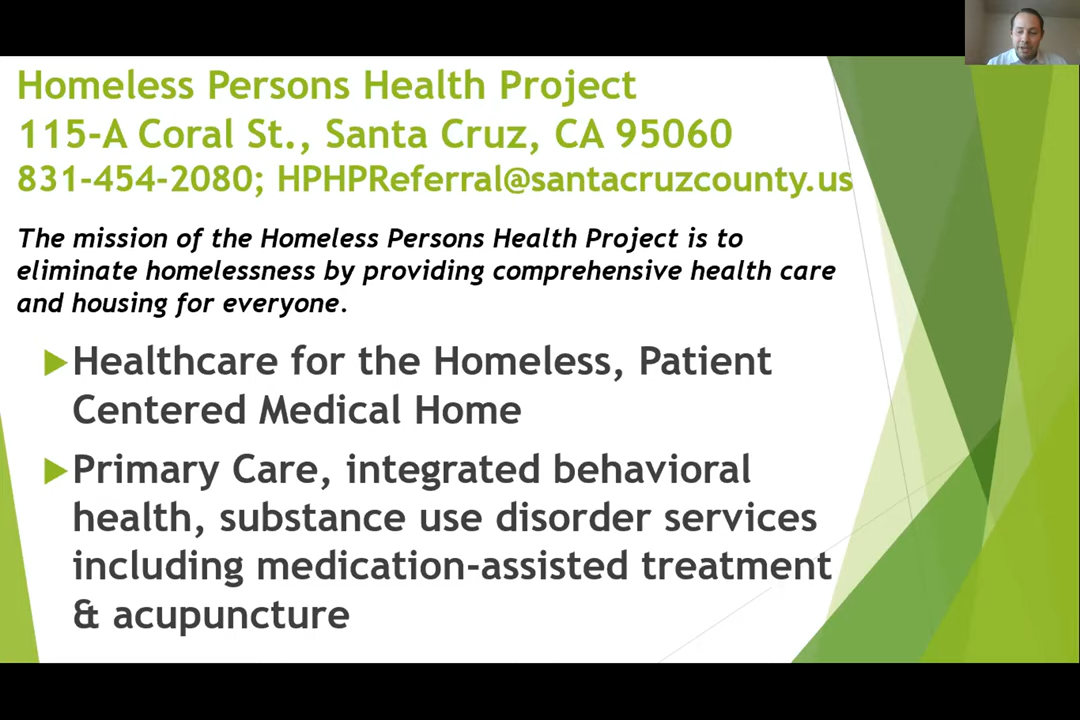 Homeless Persons Health Project
115-A Coral St., Santa Cruz, CA 95060
831-454-2080; HPHPReferral@santacruzcounty.us
The mission of the Homeless Persons Health Project is to
eliminate homelessness by providing comprehensive health care
and housing for everyone.
Healthcare for the Homeless, Patient
Centered Medical Home
Primary Care, integrated behavioral
health, substance use disorder services
including medication-assisted treatment
& acupuncture